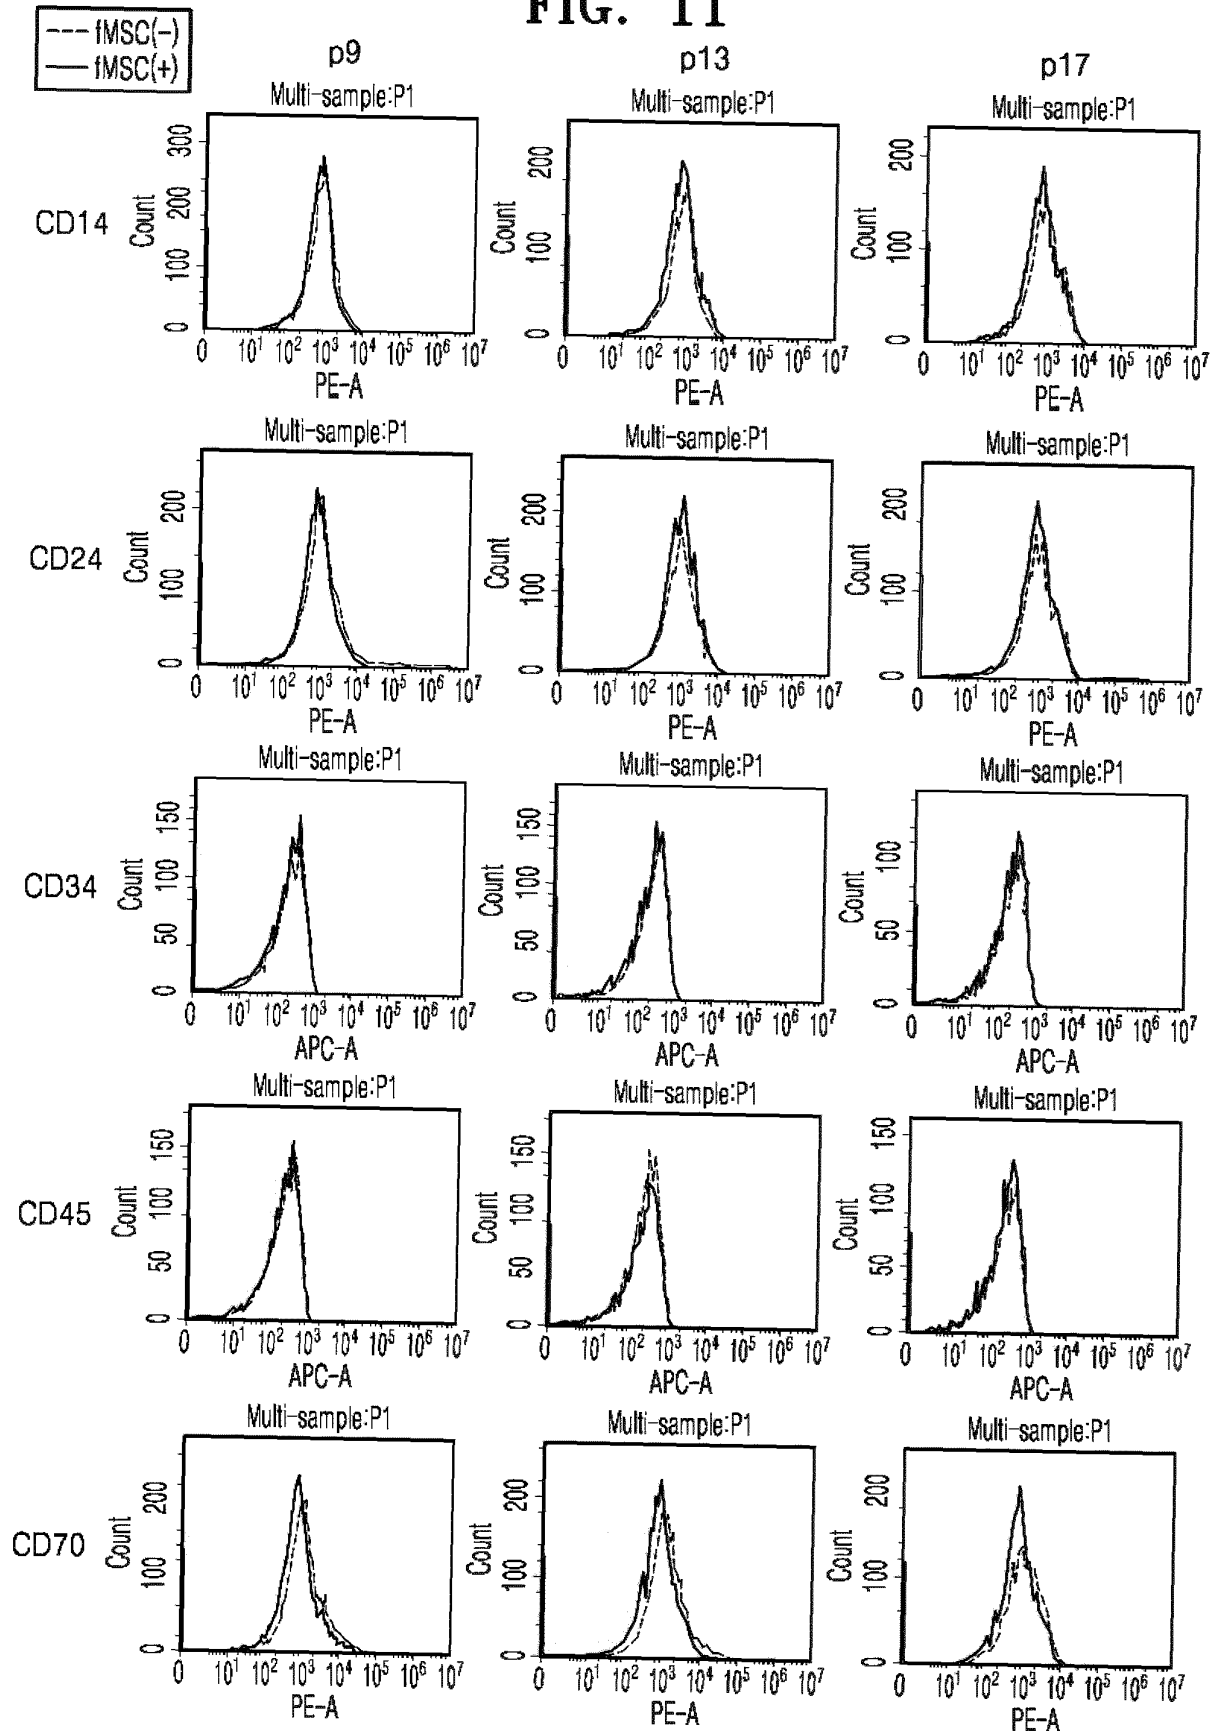 FIG. 11
--- fMSC(-)
— fMSC(+)
p9
p13
p17
Multi-sample:P1
Multi-sample:P1
Multi-sample:P1
CD14
Count
0 100 200 300
0 10¹ 10² 10³ 10⁴ 10⁵ 10⁶ 10⁷
PE-A
Count
0 100 200
0 10¹ 10² 10³ 10⁴ 10⁵ 10⁶ 10⁷
PE-A
Count
0 100 200
0 10¹ 10² 10³ 10⁴ 10⁵ 10⁶ 10⁷
PE-A
Multi-sample:P1
Multi-sample:P1
Multi-sample:P1
CD24
Count
0 100 200
0 10¹ 10² 10³ 10⁴ 10⁵ 10⁶ 10⁷
PE-A
Count
0 100 200
0 10¹ 10² 10³ 10⁴ 10⁵ 10⁶ 10⁷
PE-A
Count
0 100 200
0 10¹ 10² 10³ 10⁴ 10⁵ 10⁶ 10⁷
PE-A
Multi-sample:P1
Multi-sample:P1
Multi-sample:P1
CD34
Count
0 50 100 150
0 10¹ 10² 10³ 10⁴ 10⁵ 10⁶ 10⁷
APC-A
Count
0 50 100 150
0 10¹ 10² 10³ 10⁴ 10⁵ 10⁶ 10⁷
APC-A
Count
0 50 100
0 10¹ 10² 10³ 10⁴ 10⁵ 10⁶ 10⁷
APC-A
Multi-sample:P1
Multi-sample:P1
Multi-sample:P1
CD45
Count
0 50 100 150
0 10¹ 10² 10³ 10⁴ 10⁵ 10⁶ 10⁷
APC-A
Count
0 50 100 150
0 10¹ 10² 10³ 10⁴ 10⁵ 10⁶ 10⁷
APC-A
Count
0 50 100 150
0 10¹ 10² 10³ 10⁴ 10⁵ 10⁶ 10⁷
APC-A
Multi-sample:P1
Multi-sample:P1
Multi-sample:P1
CD70
Count
0 100 200
0 10¹ 10² 10³ 10⁴ 10⁵ 10⁶ 10⁷
PE-A
Count
0 100 200
0 10¹ 10² 10³ 10⁴ 10⁵ 10⁶ 10⁷
PE-A
Count
0 100 200
0 10¹ 10² 10³ 10⁴ 10⁵ 10⁶ 10⁷
PE-A